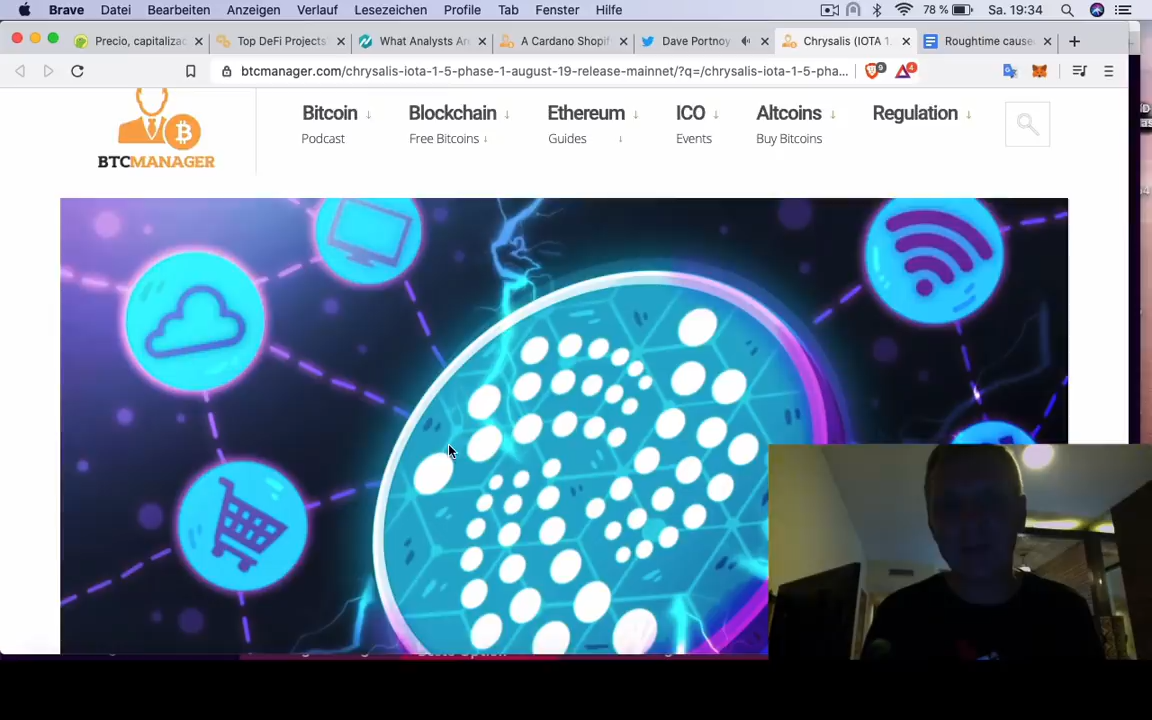 Brave Datei Bearbeiten Anzeigen Verlauf Lesezeichen Profile Tab Fenster Hilfe 78 % Sa. 19:34
Precio, capitalizac Top DeFi Projects' What Analysts Are A Cardano Shopif Dave Portnoy Chrysalis (IOTA 1. Roughtime cause
btcmanager.com/chrysalis-iota-1-5-phase-1-august-19-release-mainnet/?q=/chrysalis-iota-1-5-pha... 9 4
BTCMANAGER
Bitcoin Blockchain Ethereum ICO Altcoins Regulation
Podcast Free Bitcoins Guides Events Buy Bitcoins